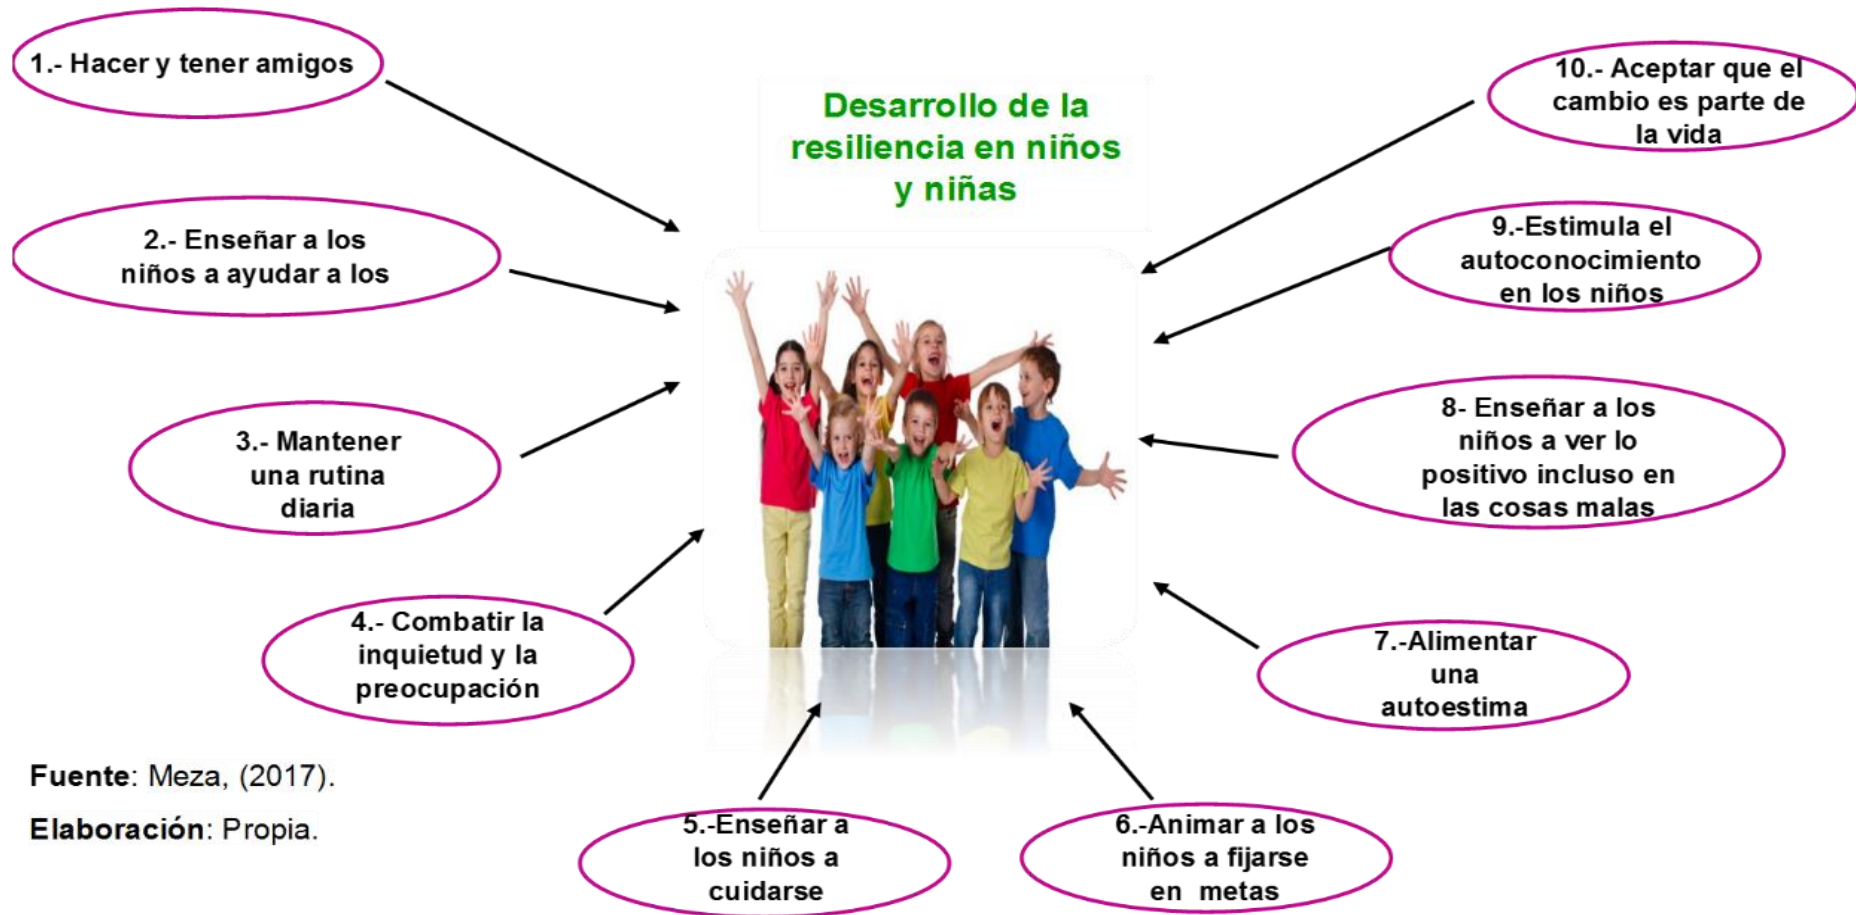 Desarrollo de la
resiliencia en niños
y niñas
1.- Hacer y tener amigos
2.- Enseñar a los
niños a ayudar a los
3.- Mantener
una rutina
diaria
4.- Combatir la
inquietud y la
preocupación
5.-Enseñar a
los niños a
cuidarse
6.-Animar a los
niños a fijarse
en metas
7.-Alimentar
una
autoestima
8- Enseñar a los
niños a ver lo
positivo incluso en
las cosas malas
9.-Estimula el
autoconocimiento
en los niños
10.- Aceptar que el
cambio es parte de
la vida
Fuente: Meza, (2017).
Elaboración: Propia.